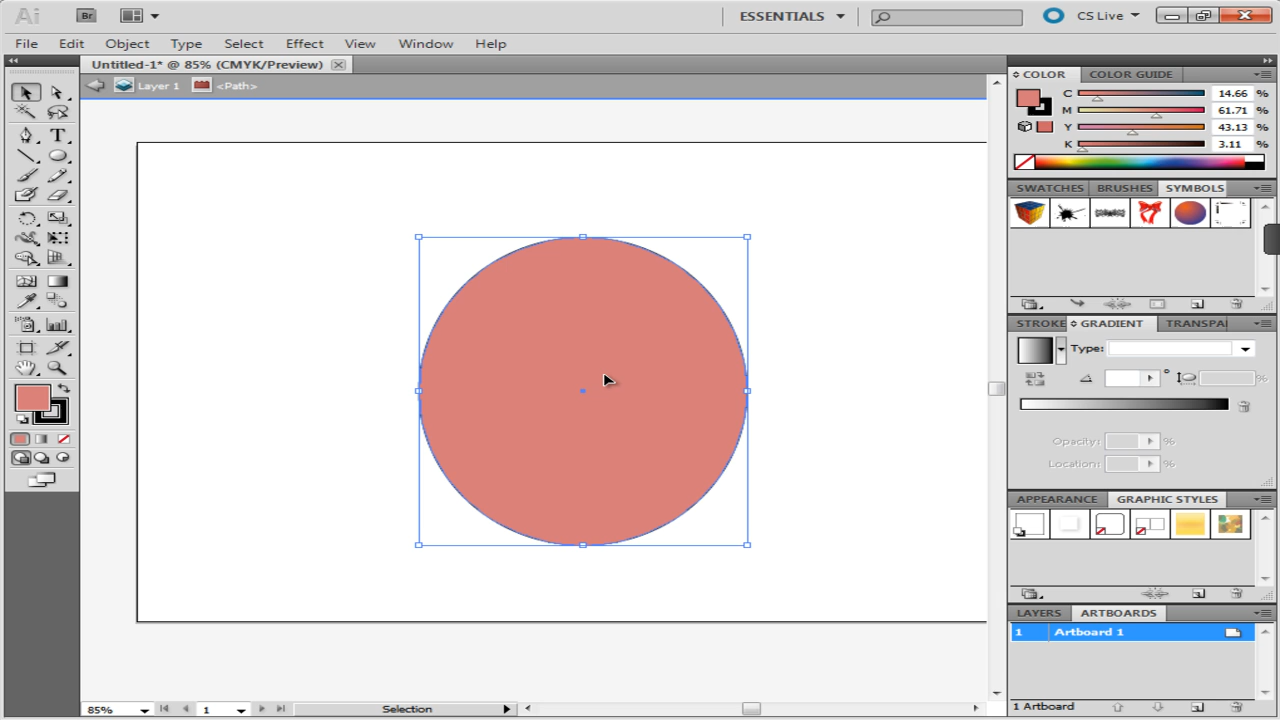 Ai Br ESSENTIALS CS Live
File Edit Object Type Select Effect View Window Help
Untitled-1* @ 85% (CMYK/Preview)
Layer 1 <Path>
COLOR COLOR GUIDE
C 14.66 %
M 61.71 %
Y 43.13 %
K 3.11 %
SWATCHES BRUSHES SYMBOLS
STROKE GRADIENT TRANSPA
Type:
° %
Opacity: %
Location: %
APPEARANCE GRAPHIC STYLES
LAYERS ARTBOARDS
1 Artboard 1
1 Artboard
85% 1 Selection